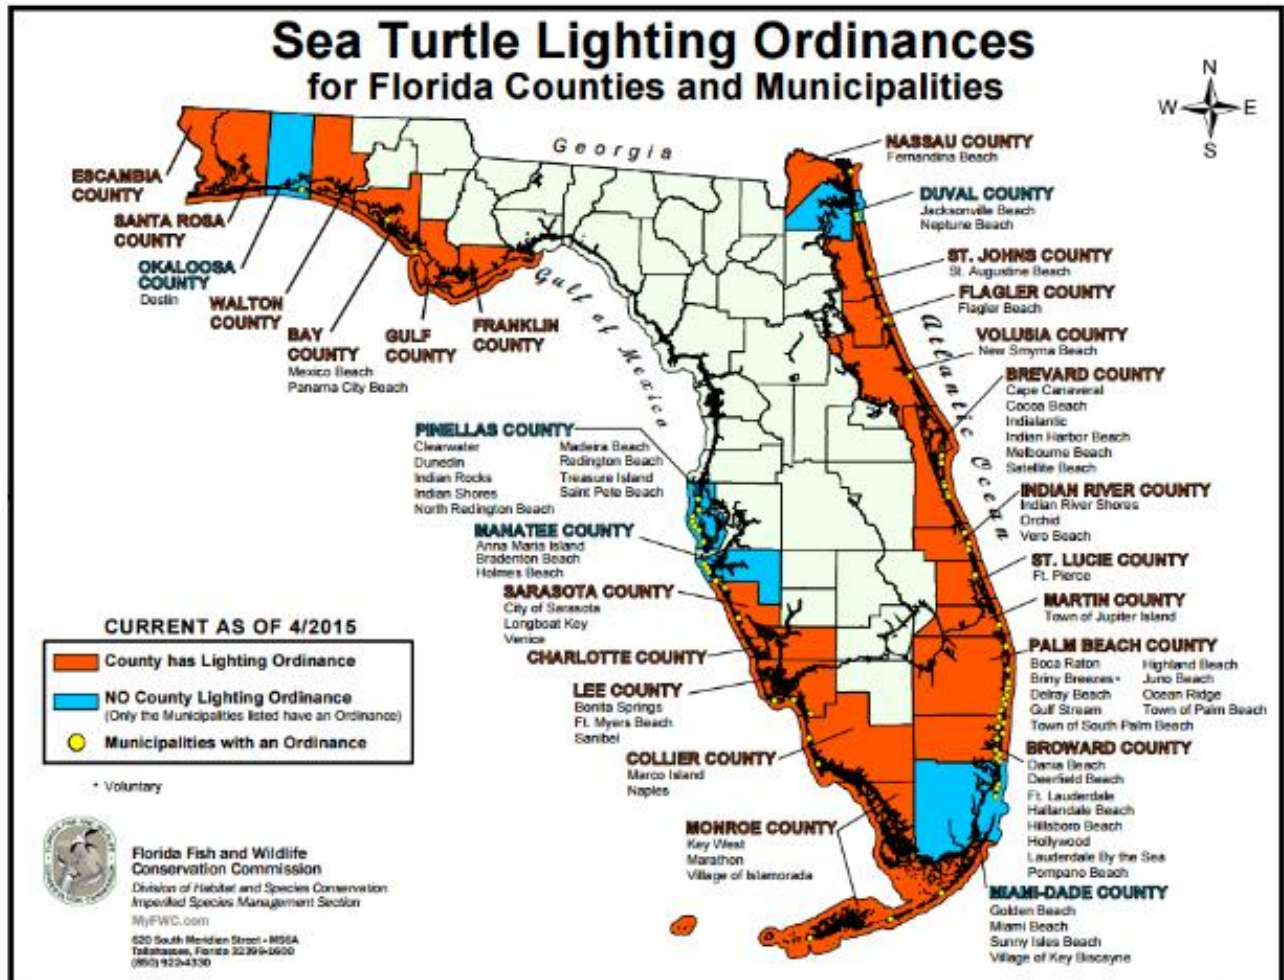 Sea Turtle Lighting Ordinances
for Florida Counties and Municipalities
N
W E
S
Georgia
Gulf of Mexico
Atlantic Ocean
ESCAMBIA
COUNTY
SANTA ROSA
COUNTY
OKALOOSA
COUNTY
Destin
WALTON
COUNTY
BAY
COUNTY
Mexico Beach
Panama City Beach
GULF
COUNTY
FRANKLIN
COUNTY
NASSAU COUNTY
Fernandina Beach
DUVAL COUNTY
Jacksonville Beach
Neptune Beach
ST. JOHNS COUNTY
St. Augustine Beach
FLAGLER COUNTY
Flagler Beach
VOLUSIA COUNTY
New Smyrna Beach
BREVARD COUNTY
Cape Canaveral
Cocoa Beach
Indialantic
Indian Harbor Beach
Melbourne Beach
Satellite Beach
INDIAN RIVER COUNTY
Indian River Shores
Orchid
Vero Beach
ST. LUCIE COUNTY
Ft. Pierce
MARTIN COUNTY
Town of Jupiter Island
PALM BEACH COUNTY
Boca Raton Highland Beach
Briny Breezes* Juno Beach
Delray Beach Ocean Ridge
Gulf Stream Town of Palm Beach
Town of South Palm Beach
BROWARD COUNTY
Dania Beach
Deerfield Beach
Ft. Lauderdale
Hallandale Beach
Hillsboro Beach
Hollywood
Lauderdale By the Sea
Pompano Beach
MIAMI-DADE COUNTY
Golden Beach
Miami Beach
Sunny Isles Beach
Village of Key Biscayne
PINELLAS COUNTY
Clearwater Madeira Beach
Dunedin Redington Beach
Indian Rocks Treasure Island
Indian Shores Saint Pete Beach
North Redington Beach
MANATEE COUNTY
Anna Maria Island
Bradenton Beach
Holmes Beach
SARASOTA COUNTY
City of Sarasota
Longboat Key
Venice
CHARLOTTE COUNTY
LEE COUNTY
Bonita Springs
Ft. Myers Beach
Sanibel
COLLIER COUNTY
Marco Island
Naples
MONROE COUNTY
Key West
Marathon
Village of Islamorada
CURRENT AS OF 4/2015
County has Lighting Ordinance
NO County Lighting Ordinance
(Only the Municipalities listed have an Ordinance)
Municipalities with an Ordinance
* Voluntary
Florida Fish and Wildlife
Conservation Commission
Division of Habitat and Species Conservation
Imperiled Species Management Section
MyFWC.com
620 South Meridian Street - MS6A
Tallahassee, Florida 32399-1600
(850) 922-4330